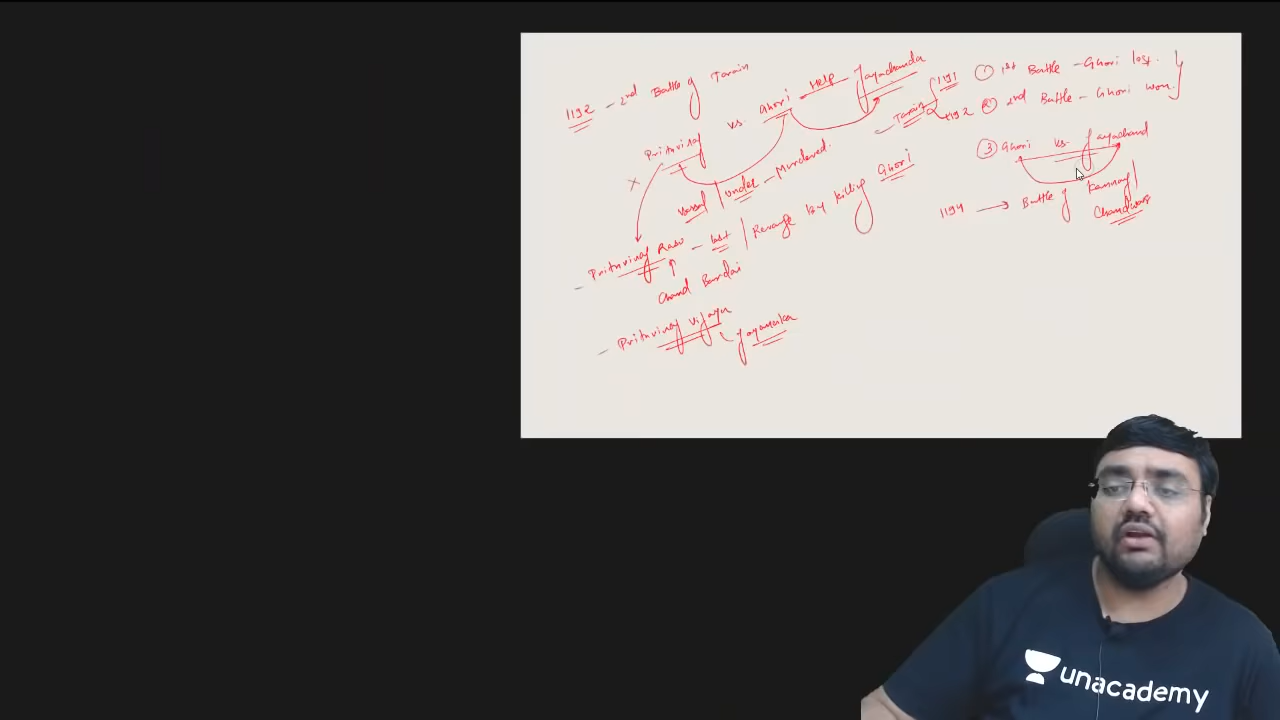 1192 - 2nd Battle of Tarain
Prithviraj vs. Ghori - Help - Jayachandra
X
Vassal | Under - Murdered.
- Prithviraj Raso - last | Revenge by killing Ghori
Chand Bardai
- Prithviraj Vijaya - Jayanaka
Tarain
1191 ① 1st Battle - Ghori lost.
1192 ② 2nd Battle - Ghori won.
③ Ghori vs. Jayachand
1194 → Battle of Kannauj |
Chandwar
unacademy